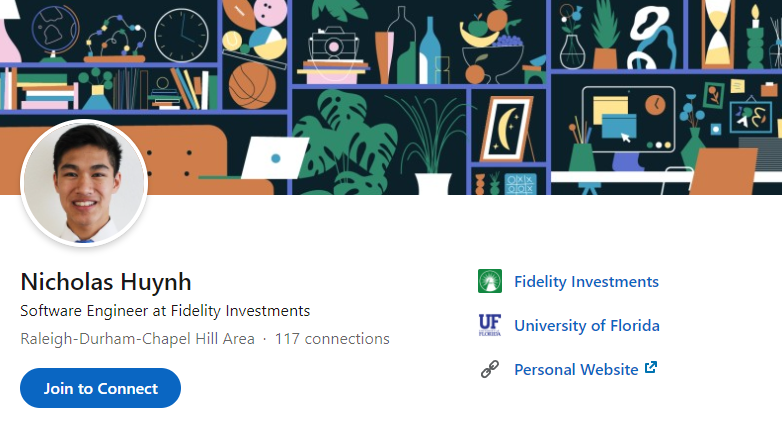 Nicholas Huynh
Software Engineer at Fidelity Investments
Raleigh-Durham-Chapel Hill Area · 117 connections
Join to Connect
Fidelity Investments
UF
FLORIDA
University of Florida
Personal Website